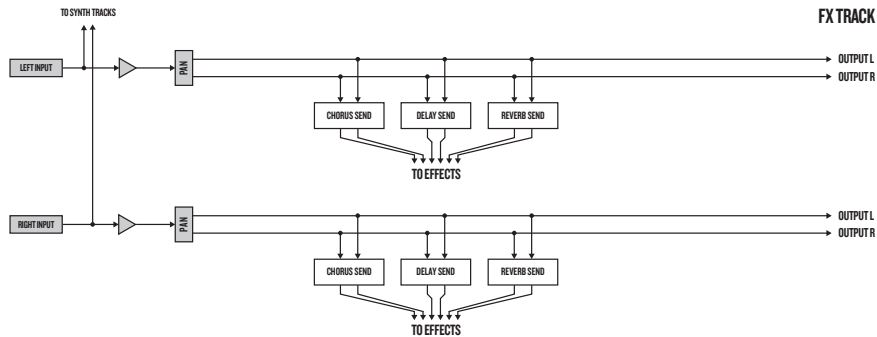 TO SYNTH TRACKS
FX TRACK
LEFT INPUT
PAN
OUTPUT L
OUTPUT R
CHORUS SEND
DELAY SEND
REVERB SEND
TO EFFECTS
RIGHT INPUT
PAN
OUTPUT L
OUTPUT R
CHORUS SEND
DELAY SEND
REVERB SEND
TO EFFECTS